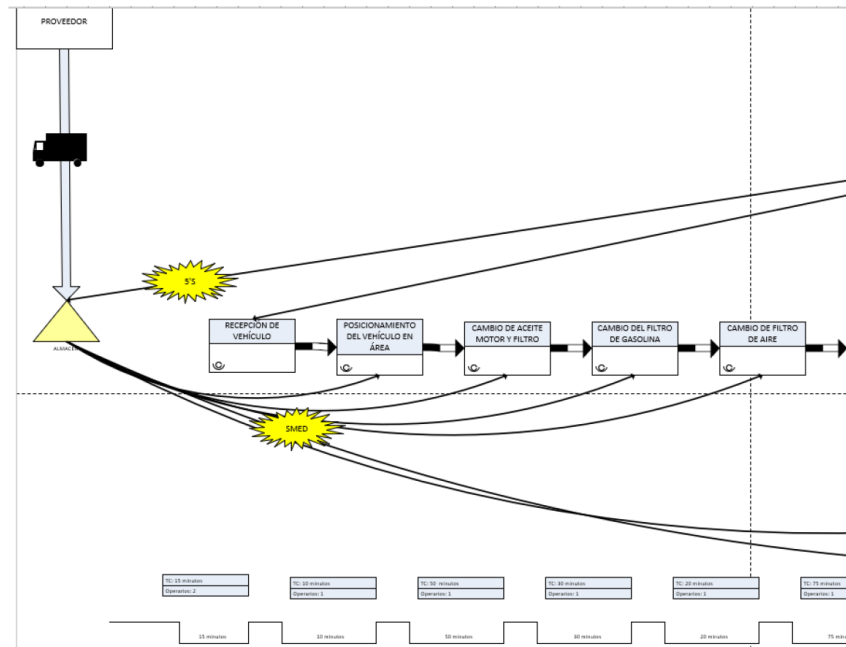 PROVEEDOR
5'S
ALMACEN
RECEPCIÓN DE
VEHÍCULO
POSICIONAMIENTO
DEL VEHÍCULO EN
ÁREA
CAMBIO DE ACEITE
MOTOR Y FILTRO
CAMBIO DEL FILTRO
DE GASOLINA
CAMBIO DE FILTRO
DE AIRE
SMED
TC: 15 minutos
Operarios: 2
TC: 10 minutos
Operarios: 1
TC: 50 minutos
Operarios: 1
TC: 30 minutos
Operarios: 1
TC: 20 minutos
Operarios: 1
TC: 75 minutos
Operarios: 1
15 minutos
10 minutos
50 minutos
30 minutos
20 minutos
75 minu